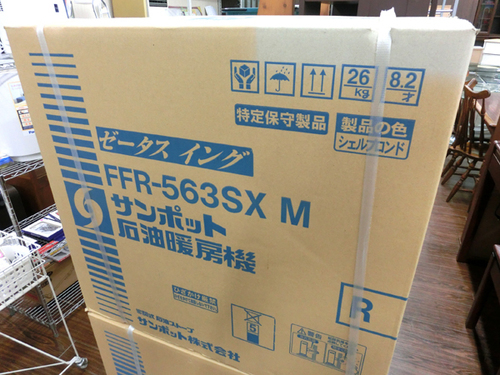 26
kg
8.2
才
特定保守製品
製品の色
シェルブロンド
ゼータス イング
FFR-563SX M
サンポット
石油暖房機
R
5
サンポット株式会社